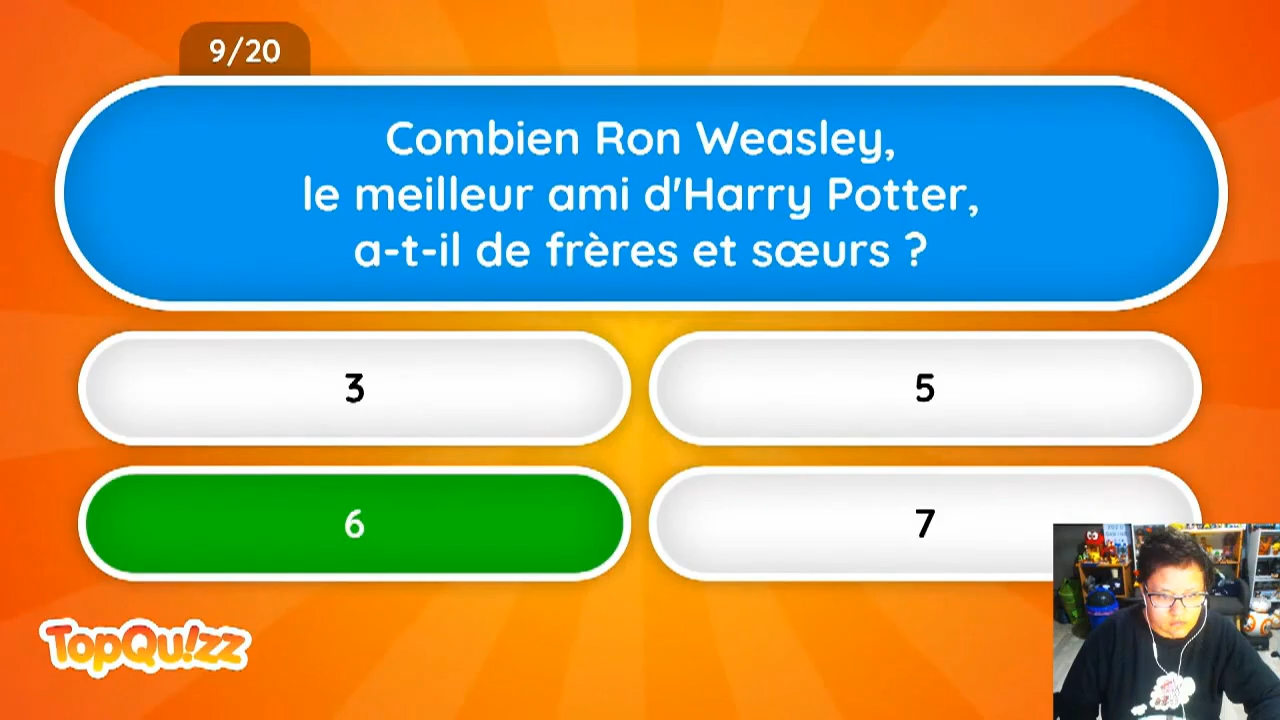 9/20
Combien Ron Weasley,
le meilleur ami d'Harry Potter,
a-t-il de frères et sœurs ?
3
5
6
7
TopQu!zz